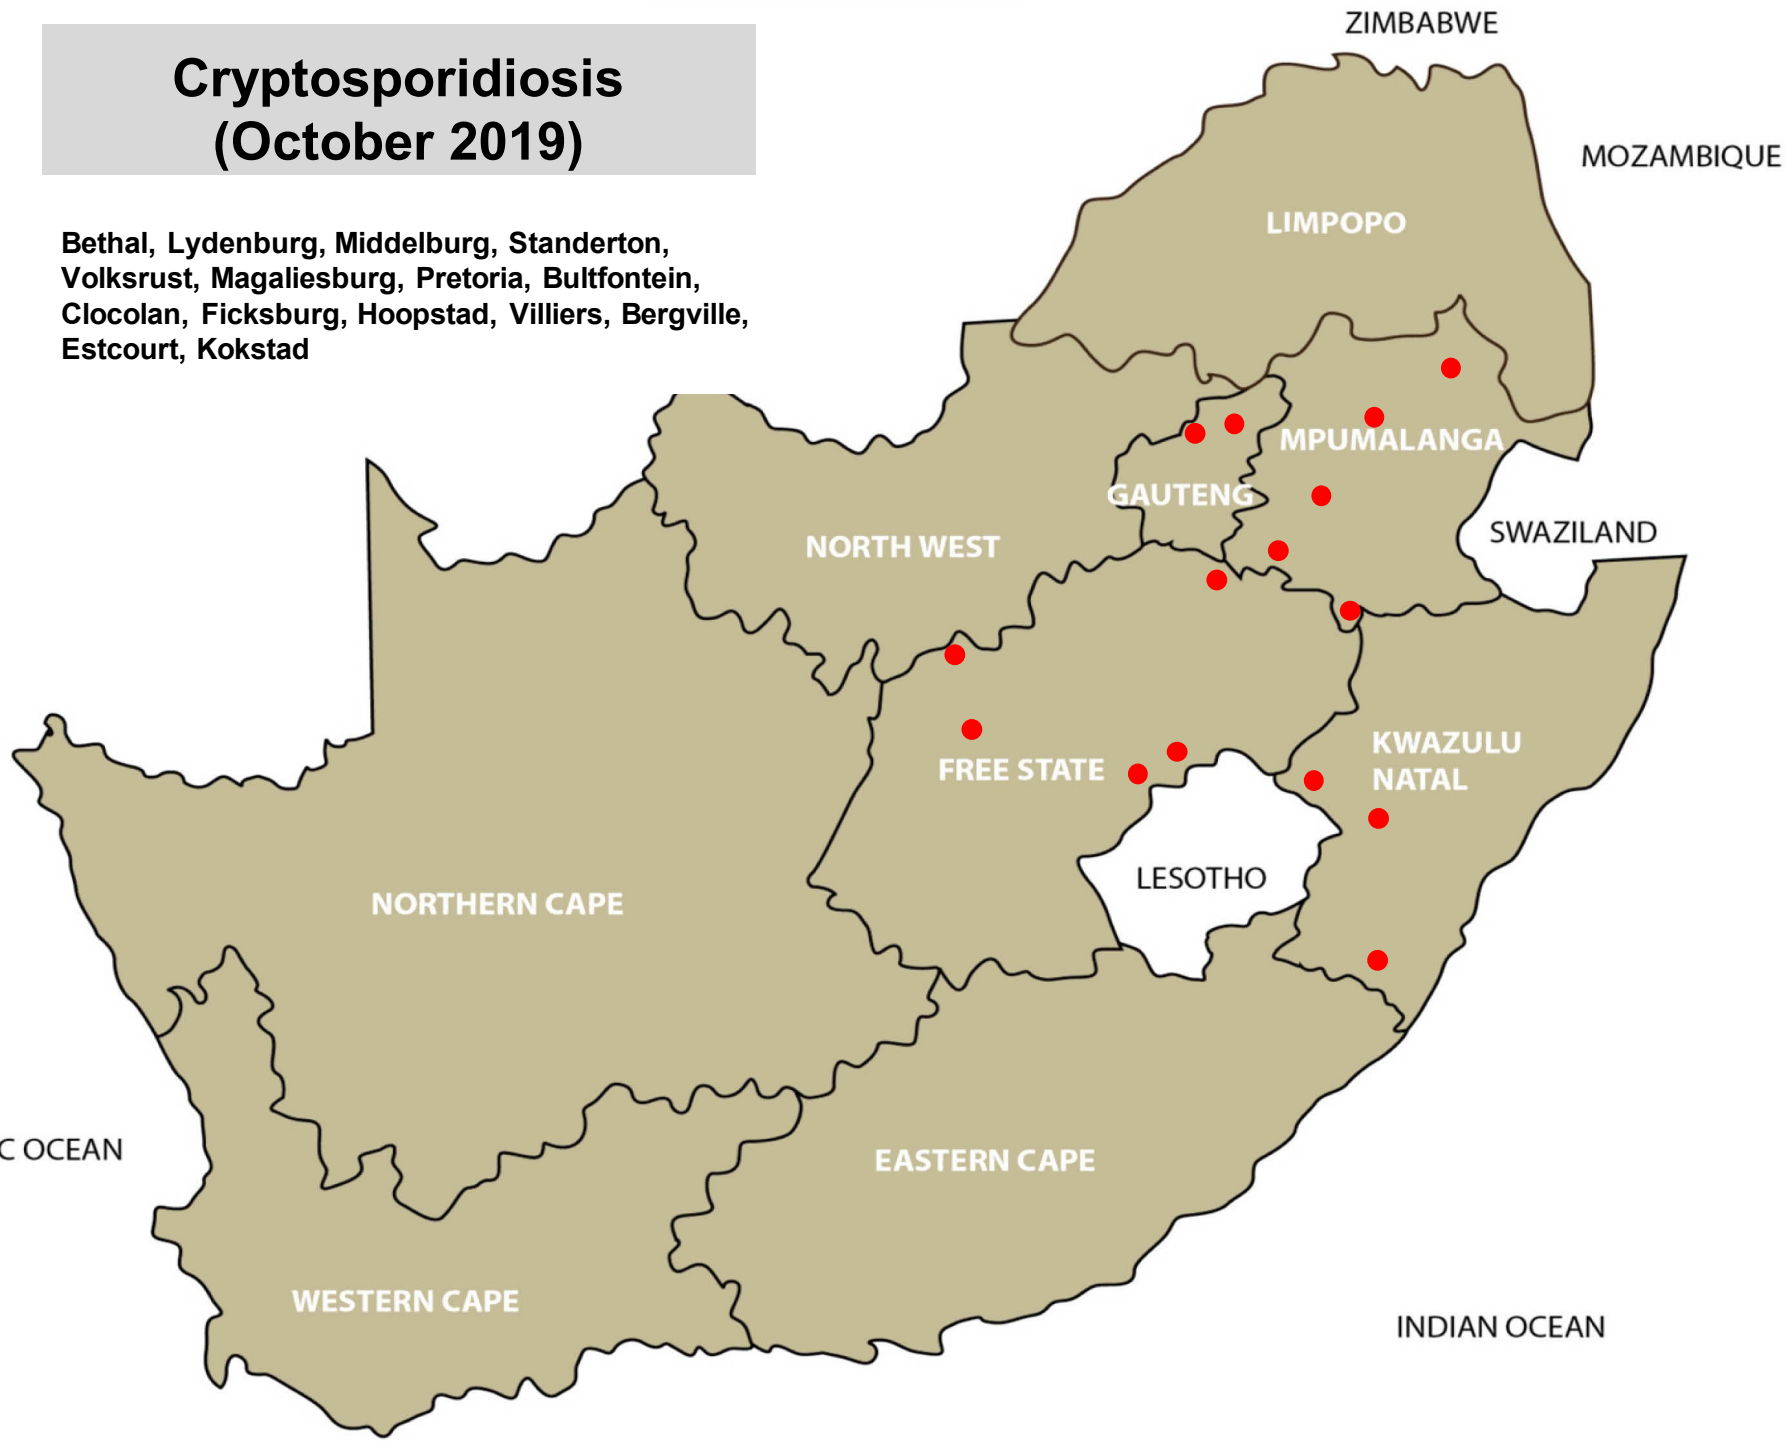 Cryptosporidiosis
(October 2019)
Bethal, Lydenburg, Middelburg, Standerton,
Volksrust, Magaliesburg, Pretoria, Bultfontein,
Clocolan, Ficksburg, Hoopstad, Villiers, Bergville,
Estcourt, Kokstad
ZIMBABWE
MOZAMBIQUE
LIMPOPO
MPUMALANGA
GAUTENG
SWAZILAND
NORTH WEST
KWAZULU
NATAL
FREE STATE
LESOTHO
NORTHERN CAPE
C OCEAN
EASTERN CAPE
WESTERN CAPE
INDIAN OCEAN